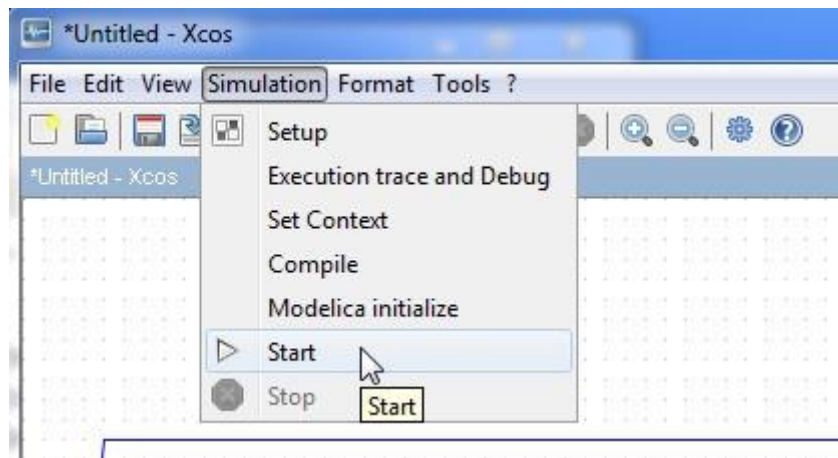 *Untitled - Xcos
File Edit View Simulation Format Tools ?
Setup
*Untitled - Xcos
Execution trace and Debug
Set Context
Compile
Modelica initialize
Start
Stop
Start